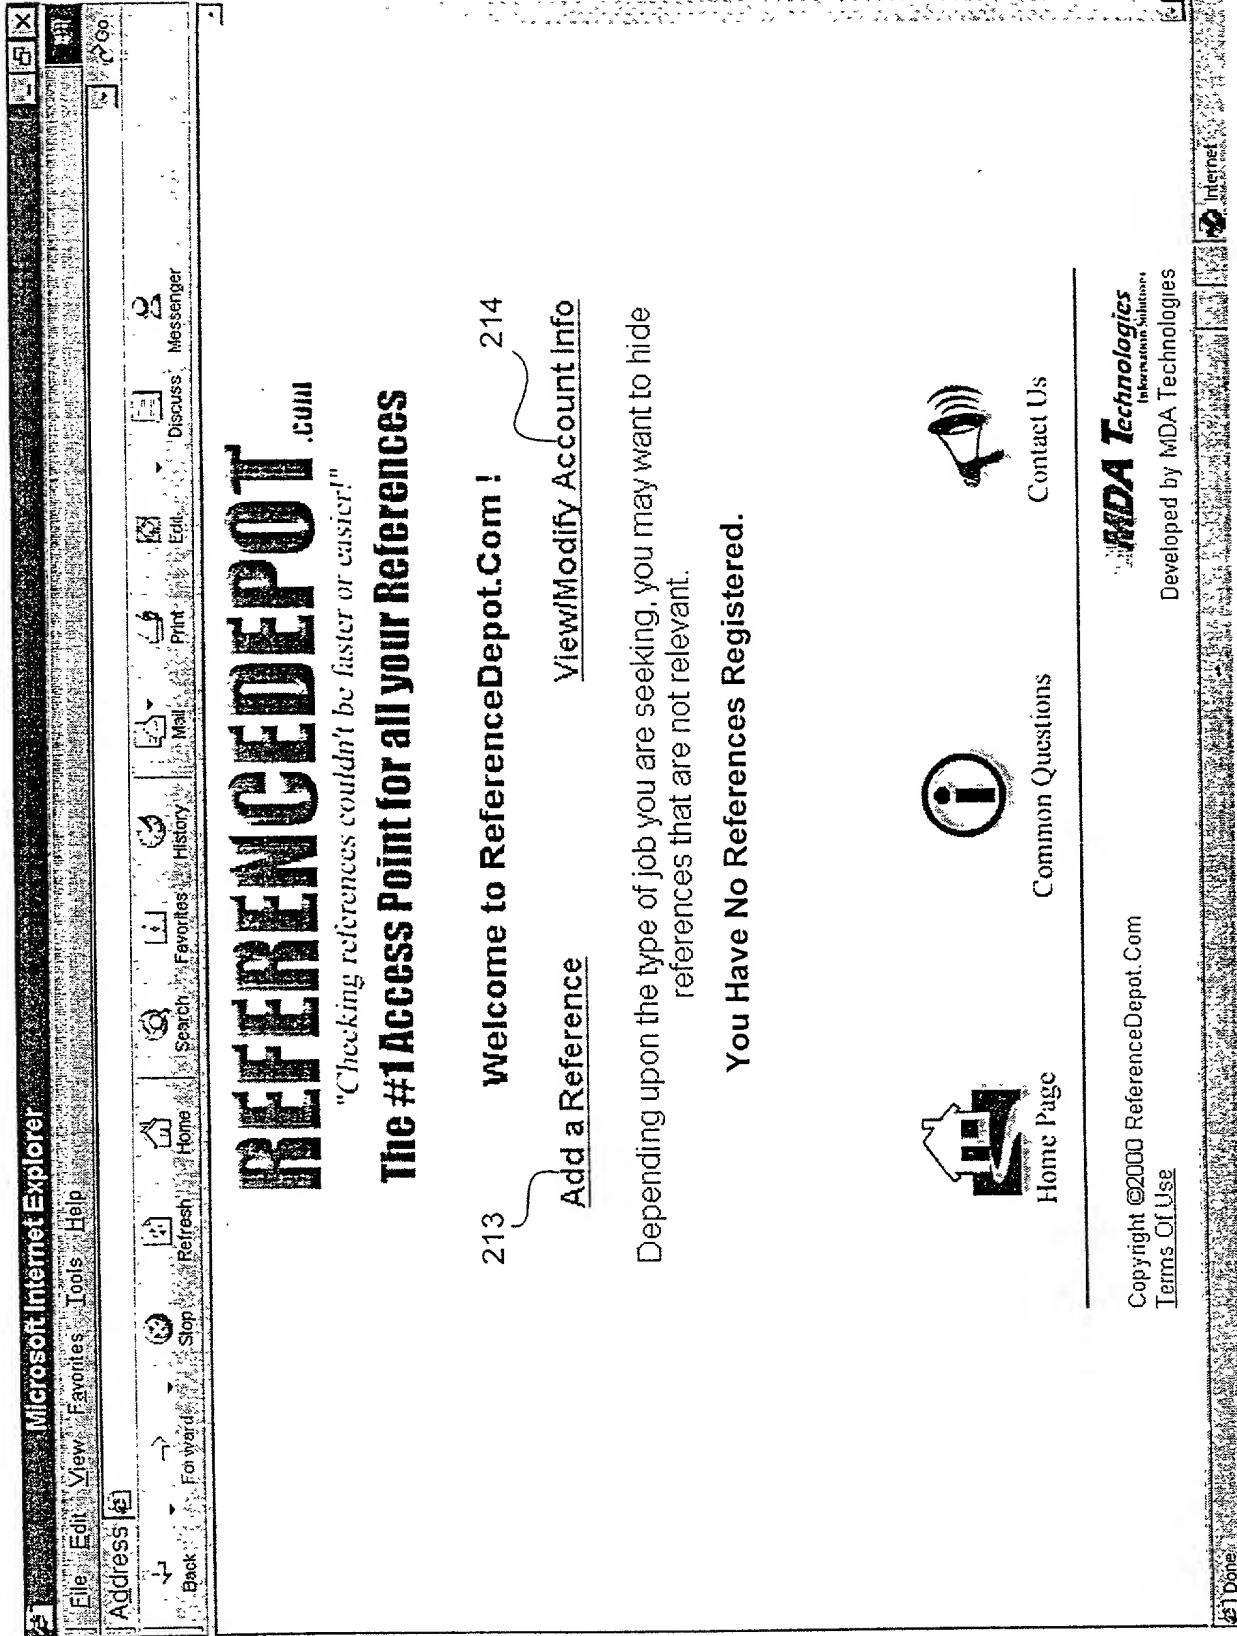 Microsoft Internet Explorer
File Edit View Favorites Tools Help
Address
Go
Back Forward Stop Refresh Home Search Favorites History Mail Print Edit Discuss Messenger
REFERENCEDEPOT.com
"Checking references couldn't be faster or easier!"
The #1 Access Point for all your References
213 Welcome to ReferenceDepot.Com ! 214
Add a Reference View/Modify Account Info
Depending upon the type of job you are seeking, you may want to hide
references that are not relevant.
You Have No References Registered.
Home Page Common Questions Contact Us
MDA Technologies
Information Solutions
Copyright ©2000 ReferenceDepot.Com
Terms Of Use
Developed by MDA Technologies
Done Internet